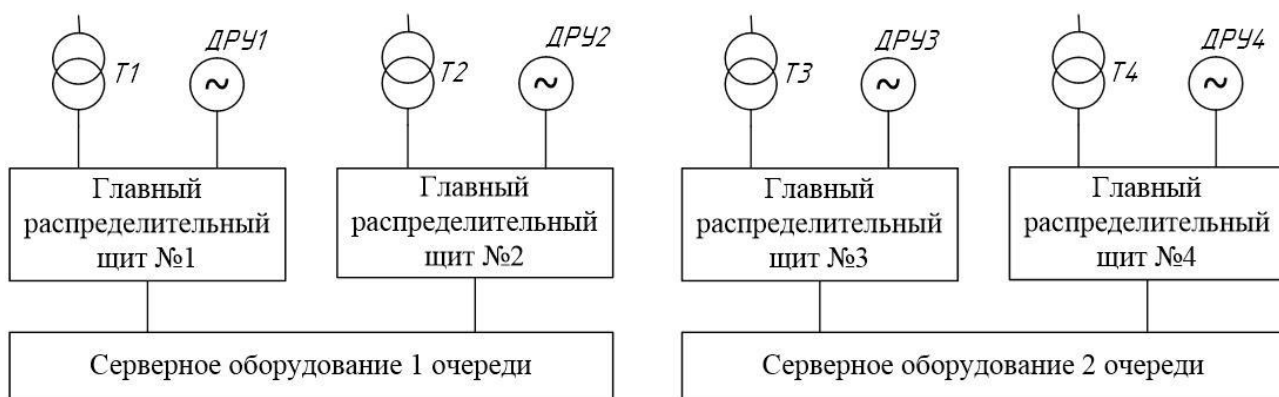 ДРУ1
Т1
ДРУ2
Т2
ДРУ3
Т3
ДРУ4
Т4
Главный
распределительный
щит №1
Главный
распределительный
щит №2
Главный
распределительный
щит №3
Главный
распределительный
щит №4
Серверное оборудование 1 очереди
Серверное оборудование 2 очереди